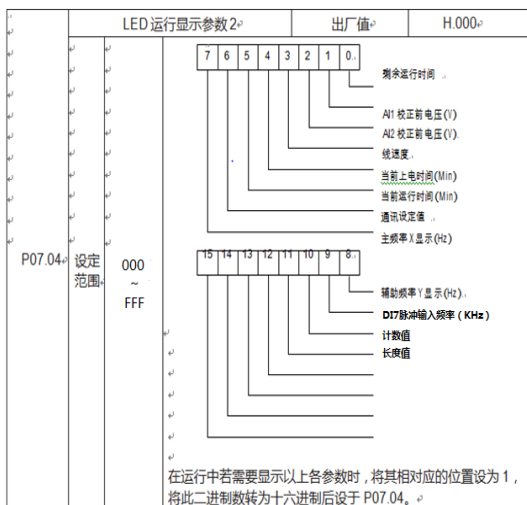 LED 运行显示参数2 出厂值 H.000
7 6 5 4 3 2 1 0
剩余运行时间
AI1 校正前电压(V)
AI2 校正前电压(V)
线速度
当前上电时间(Min)
当前运行时间(Min)
通讯设定值
主频率X显示(Hz)
P07.04 设定范围 000 ~ FFF
15 14 13 12 11 10 9 8
辅助频率Y显示(Hz)
DI7脉冲输入频率（KHz）
计数值
长度值
在运行中若需要显示以上各参数时，将其相对应的位置设为 1，
将此二进制数转为十六进制后设于 P07.04。